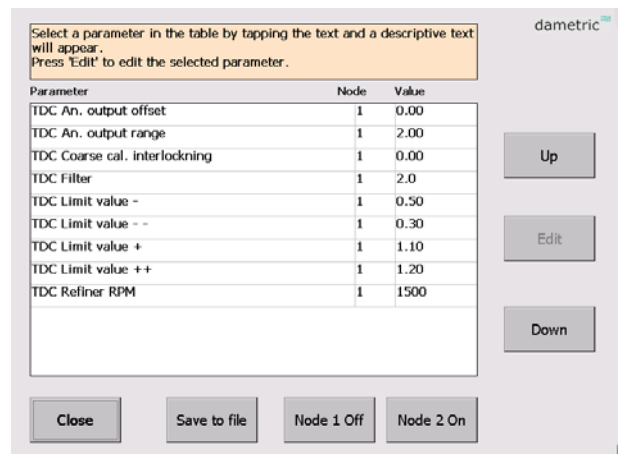 Select a parameter in the table by tapping the text and a descriptive text
will appear.
Press 'Edit' to edit the selected parameter.
dametric
Parameter Node Value
TDC An. output offset 1 0.00
TDC An. output range 1 2.00
TDC Coarse cal. interlockning 1 0.00
TDC Filter 1 2.0
TDC Limit value - 1 0.50
TDC Limit value - - 1 0.30
TDC Limit value + 1 1.10
TDC Limit value ++ 1 1.20
TDC Refiner RPM 1 1500
Up
Edit
Down
Close Save to file Node 1 Off Node 2 On